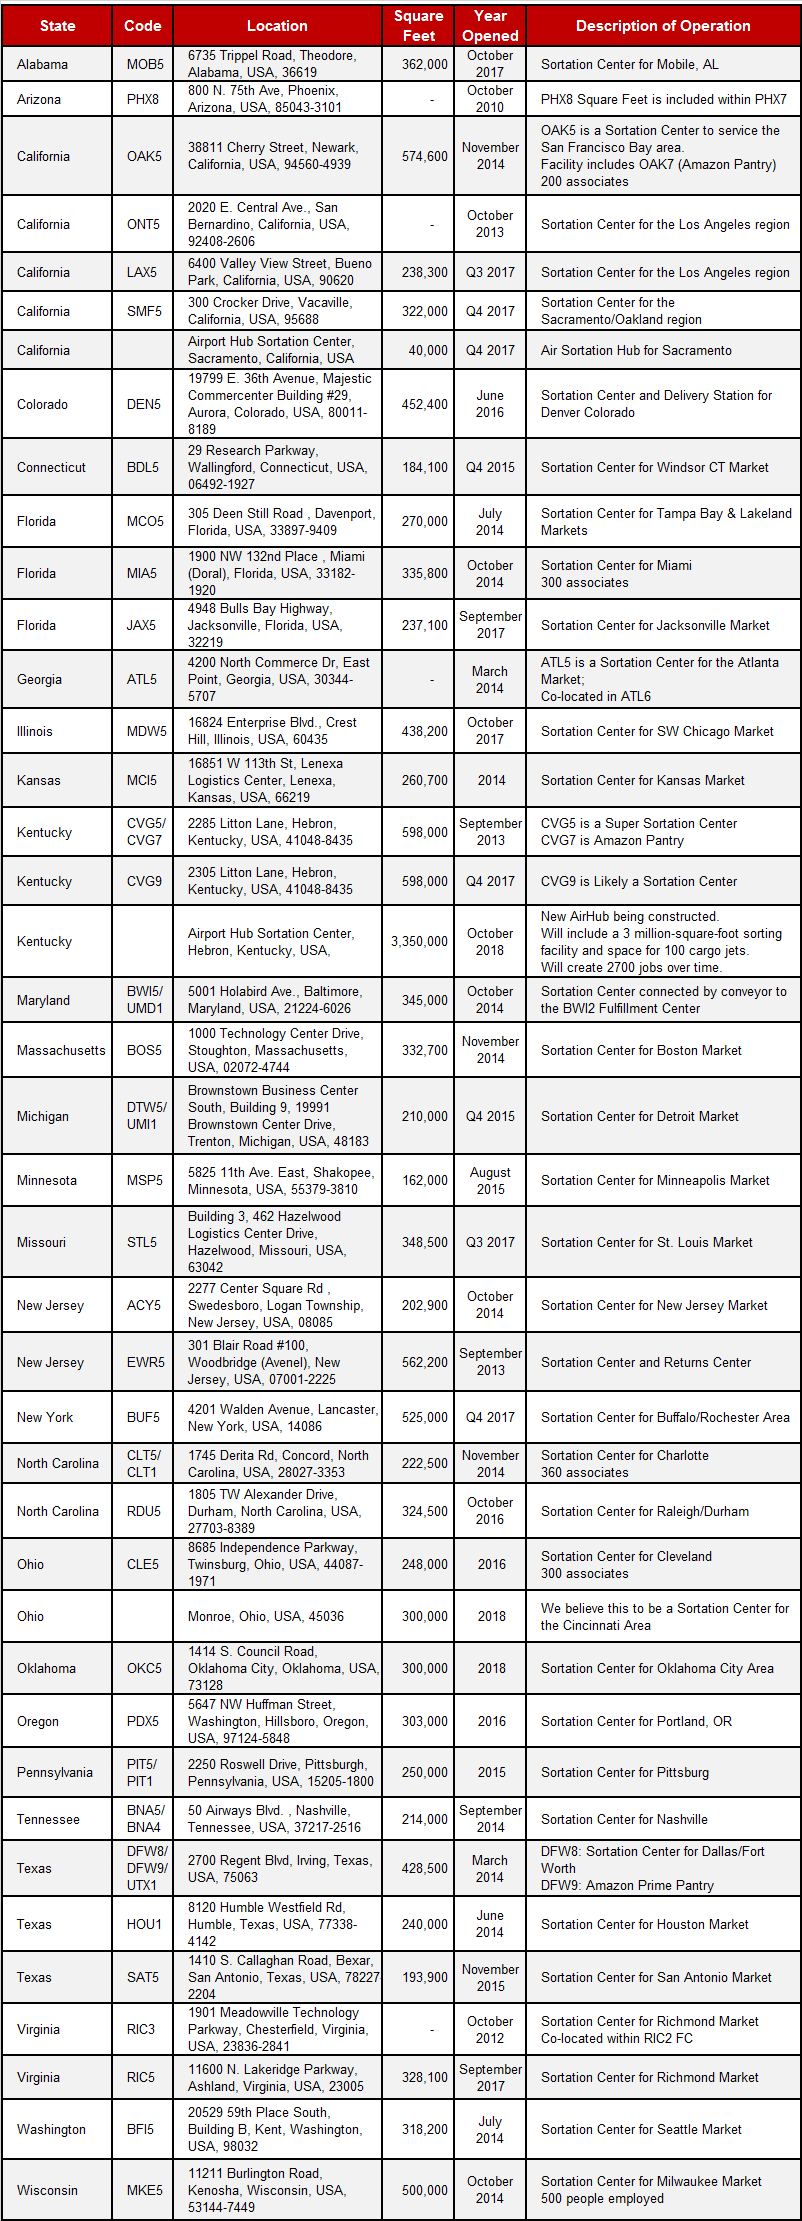 State Code Location Square Feet Year Opened Description of Operation
Alabama MOB5 6735 Trippel Road, Theodore, Alabama, USA, 36619 362,000 October 2017 Sortation Center for Mobile, AL
Arizona PHX8 800 N. 75th Ave, Phoenix, Arizona, USA, 85043-3101 - October 2010 PHX8 Square Feet is included within PHX7
California OAK5 38811 Cherry Street, Newark, California, USA, 94560-4939 574,600 November 2014 OAK5 is a Sortation Center to service the San Francisco Bay area. Facility includes OAK7 (Amazon Pantry) 200 associates
California ONT5 2020 E. Central Ave., San Bernardino, California, USA, 92408-2606 - October 2013 Sortation Center for the Los Angeles region
California LAX5 6400 Valley View Street, Bueno Park, California, USA, 90620 238,300 Q3 2017 Sortation Center for the Los Angeles region
California SMF5 300 Crocker Drive, Vacaville, California, USA, 95688 322,000 Q4 2017 Sortation Center for the Sacramento/Oakland region
California Airport Hub Sortation Center, Sacramento, California, USA 40,000 Q4 2017 Air Sortation Hub for Sacramento
Colorado DEN5 19799 E. 36th Avenue, Majestic Commercenter Building #29, Aurora, Colorado, USA, 80011-8189 452,400 June 2016 Sortation Center and Delivery Station for Denver Colorado
Connecticut BDL5 29 Research Parkway, Wallingford, Connecticut, USA, 06492-1927 184,100 Q4 2015 Sortation Center for Windsor CT Market
Florida MCO5 305 Deen Still Road , Davenport, Florida, USA, 33897-9409 270,000 July 2014 Sortation Center for Tampa Bay & Lakeland Markets
Florida MIA5 1900 NW 132nd Place , Miami (Doral), Florida, USA, 33182-1920 335,800 October 2014 Sortation Center for Miami 300 associates
Florida JAX5 4948 Bulls Bay Highway, Jacksonville, Florida, USA, 32219 237,100 September 2017 Sortation Center for Jacksonville Market
Georgia ATL5 4200 North Commerce Dr, East Point, Georgia, USA, 30344-5707 - March 2014 ATL5 is a Sortation Center for the Atlanta Market; Co-located in ATL6
Illinois MDW5 16824 Enterprise Blvd., Crest Hill, Illinois, USA, 60435 438,200 October 2017 Sortation Center for SW Chicago Market
Kansas MCI5 16851 W 113th St, Lenexa Logistics Center, Lenexa, Kansas, USA, 66219 260,700 2014 Sortation Center for Kansas Market
Kentucky CVG5/ CVG7 2285 Litton Lane, Hebron, Kentucky, USA, 41048-8435 598,000 September 2013 CVG5 is a Super Sortation Center CVG7 is Amazon Pantry
Kentucky CVG9 2305 Litton Lane, Hebron, Kentucky, USA, 41048-8435 598,000 Q4 2017 CVG9 is Likely a Sortation Center
Kentucky Airport Hub Sortation Center, Hebron, Kentucky, USA, 3,350,000 October 2018 New AirHub being constructed. Will include a 3 million-square-foot sorting facility and space for 100 cargo jets. Will create 2700 jobs over time.
Maryland BWI5/ UMD1 5001 Holabird Ave., Baltimore, Maryland, USA, 21224-6026 345,000 October 2014 Sortation Center connected by conveyor to the BWI2 Fulfillment Center
Massachusetts BOS5 1000 Technology Center Drive, Stoughton, Massachusetts, USA, 02072-4744 332,700 November 2014 Sortation Center for Boston Market
Michigan DTW5/ UMI1 Brownstown Business Center South, Building 9, 19991 Brownstown Center Drive, Trenton, Michigan, USA, 48183 210,000 Q4 2015 Sortation Center for Detroit Market
Minnesota MSP5 5825 11th Ave. East, Shakopee, Minnesota, USA, 55379-3810 162,000 August 2015 Sortation Center for Minneapolis Market
Missouri STL5 Building 3, 462 Hazelwood Logistics Center Drive, Hazelwood, Missouri, USA, 63042 348,500 Q3 2017 Sortation Center for St. Louis Market
New Jersey ACY5 2277 Center Square Rd , Swedesboro, Logan Township, New Jersey, USA, 08085 202,900 October 2014 Sortation Center for New Jersey Market
New Jersey EWR5 301 Blair Road #100, Woodbridge (Avenel), New Jersey, USA, 07001-2225 562,200 September 2013 Sortation Center and Returns Center
New York BUF5 4201 Walden Avenue, Lancaster, New York, USA, 14086 525,000 Q4 2017 Sortation Center for Buffalo/Rochester Area
North Carolina CLT5/ CLT1 1745 Derita Rd, Concord, North Carolina, USA, 28027-3353 222,500 November 2014 Sortation Center for Charlotte 360 associates
North Carolina RDU5 1805 TW Alexander Drive, Durham, North Carolina, USA, 27703-8389 324,500 October 2016 Sortation Center for Raleigh/Durham
Ohio CLE5 8685 Independence Parkway, Twinsburg, Ohio, USA, 44087-1971 248,000 2016 Sortation Center for Cleveland 300 associates
Ohio Monroe, Ohio, USA, 45036 300,000 2018 We believe this to be a Sortation Center for the Cincinnati Area
Oklahoma OKC5 1414 S. Council Road, Oklahoma City, Oklahoma, USA, 73128 300,000 2018 Sortation Center for Oklahoma City Area
Oregon PDX5 5647 NW Huffman Street, Washington, Hillsboro, Oregon, USA, 97124-5848 303,000 2016 Sortation Center for Portland, OR
Pennsylvania PIT5/ PIT1 2250 Roswell Drive, Pittsburgh, Pennsylvania, USA, 15205-1800 250,000 2015 Sortation Center for Pittsburg
Tennessee BNA5/ BNA4 50 Airways Blvd. , Nashville, Tennessee, USA, 37217-2516 214,000 September 2014 Sortation Center for Nashville
Texas DFW8/ DFW9/ UTX1 2700 Regent Blvd, Irving, Texas, USA, 75063 428,500 March 2014 DFW8: Sortation Center for Dallas/Fort Worth DFW9: Amazon Prime Pantry
Texas HOU1 8120 Humble Westfield Rd, Humble, Texas, USA, 77338-4142 240,000 June 2014 Sortation Center for Houston Market
Texas SAT5 1410 S. Callaghan Road, Bexar, San Antonio, Texas, USA, 78227-2204 193,900 November 2015 Sortation Center for San Antonio Market
Virginia RIC3 1901 Meadowville Technology Parkway, Chesterfield, Virginia, USA, 23836-2841 - October 2012 Sortation Center for Richmond Market Co-located within RIC2 FC
Virginia RIC5 11600 N. Lakeridge Parkway, Ashland, Virginia, USA, 23005 328,100 September 2017 Sortation Center for Richmond Market
Washington BFI5 20529 59th Place South, Building B, Kent, Washington, USA, 98032 318,200 July 2014 Sortation Center for Seattle Market
Wisconsin MKE5 11211 Burlington Road, Kenosha, Wisconsin, USA, 53144-7449 500,000 October 2014 Sortation Center for Milwaukee Market 500 people employed